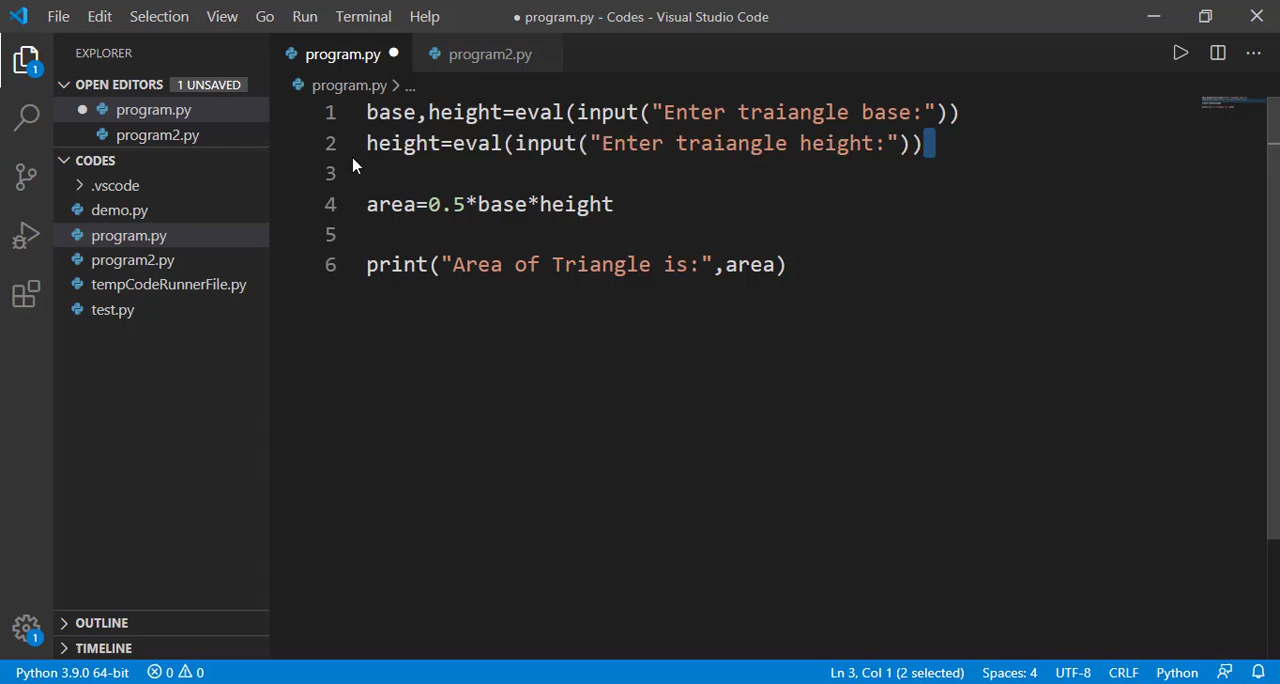 File Edit Selection View Go Run Terminal Help ● program.py - Codes - Visual Studio Code
EXPLORER
OPEN EDITORS 1 UNSAVED
program.py
program2.py
CODES
.vscode
demo.py
program.py
program2.py
tempCodeRunnerFile.py
test.py
OUTLINE
TIMELINE
1
1
program.py program2.py
program.py > ...
1 base,height=eval(input("Enter traiangle base:"))
2 height=eval(input("Enter traiangle height:"))
3
4 area=0.5*base*height
5
6 print("Area of Triangle is:",area)
Python 3.9.0 64-bit 0 0 Ln 3, Col 1 (2 selected) Spaces: 4 UTF-8 CRLF Python